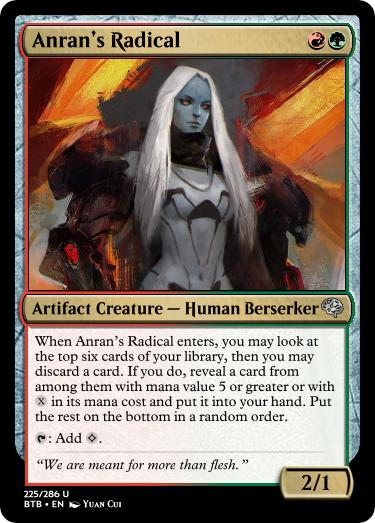 Anran's Radical
Artifact Creature — Human Berserker
When Anran's Radical enters, you may look at
the top six cards of your library, then you may
discard a card. If you do, reveal a card from
among them with mana value 5 or greater or with
X in its mana cost and put it into your hand. Put
the rest on the bottom in a random order.
: Add .
“We are meant for more than flesh.”
2/1
225/286 U
BTB • EN Yuan Cui